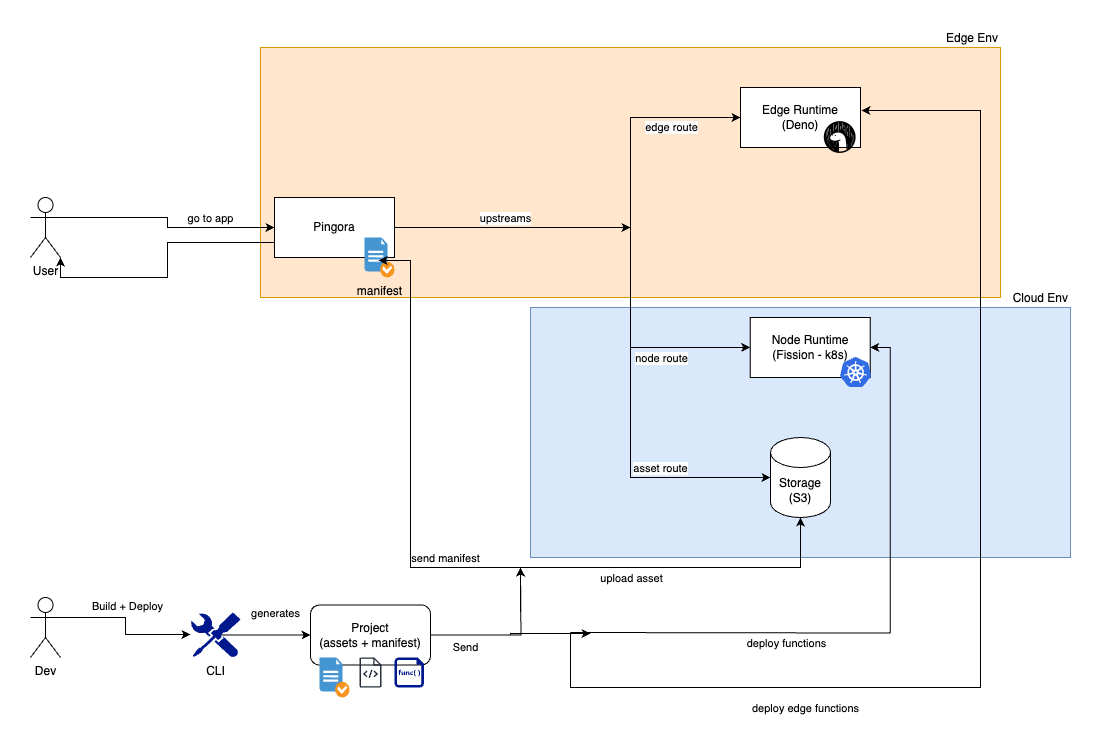 Edge Env
Edge Runtime
(Deno)
edge route
go to app
Pingora
upstreams
User
manifest
Cloud Env
Node Runtime
(Fission - k8s)
node route
asset route
Storage
(S3)
send manifest
upload asset
Build + Deploy
generates
Project
(assets + manifest)
Send
deploy functions
Dev
CLI
</>
func()
deploy edge functions